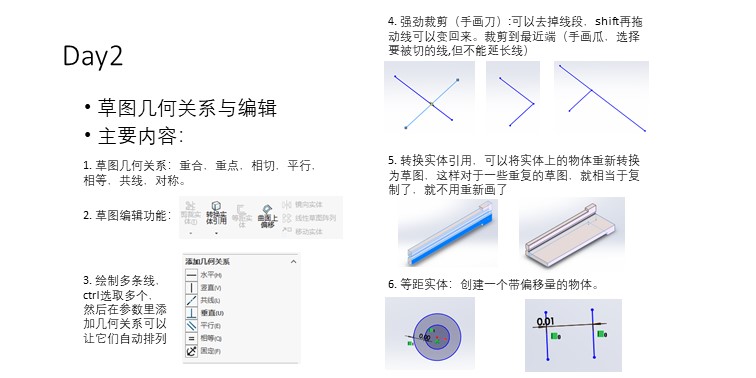 Day2
• 草图几何关系与编辑
• 主要内容：
1. 草图几何关系：重合，重点，相切，平行，
相等，共线，对称。
2. 草图编辑功能：
剪裁实体(T)
转换实体引用
等距实体
曲面上偏移
镜向实体
线性草图阵列
移动实体
3. 绘制多条线，
ctrl选取多个，
然后在参数里添
加几何关系可以
让它们自动排列
添加几何关系
水平(H)
竖直(V)
共线(L)
垂直(U)
平行(E)
相等(Q)
固定(F)
4. 强劲裁剪（手画刀）:可以去掉线段，shift再拖
动线可以变回来。裁剪到最近端（手画瓜，选择
要被切的线,但不能延长线）
5. 转换实体引用，可以将实体上的物体重新转换
为草图，这样对于一些重复的草图，就相当于复
制了，就不用重新画了
6. 等距实体：创建一个带偏移量的物体。
0.01